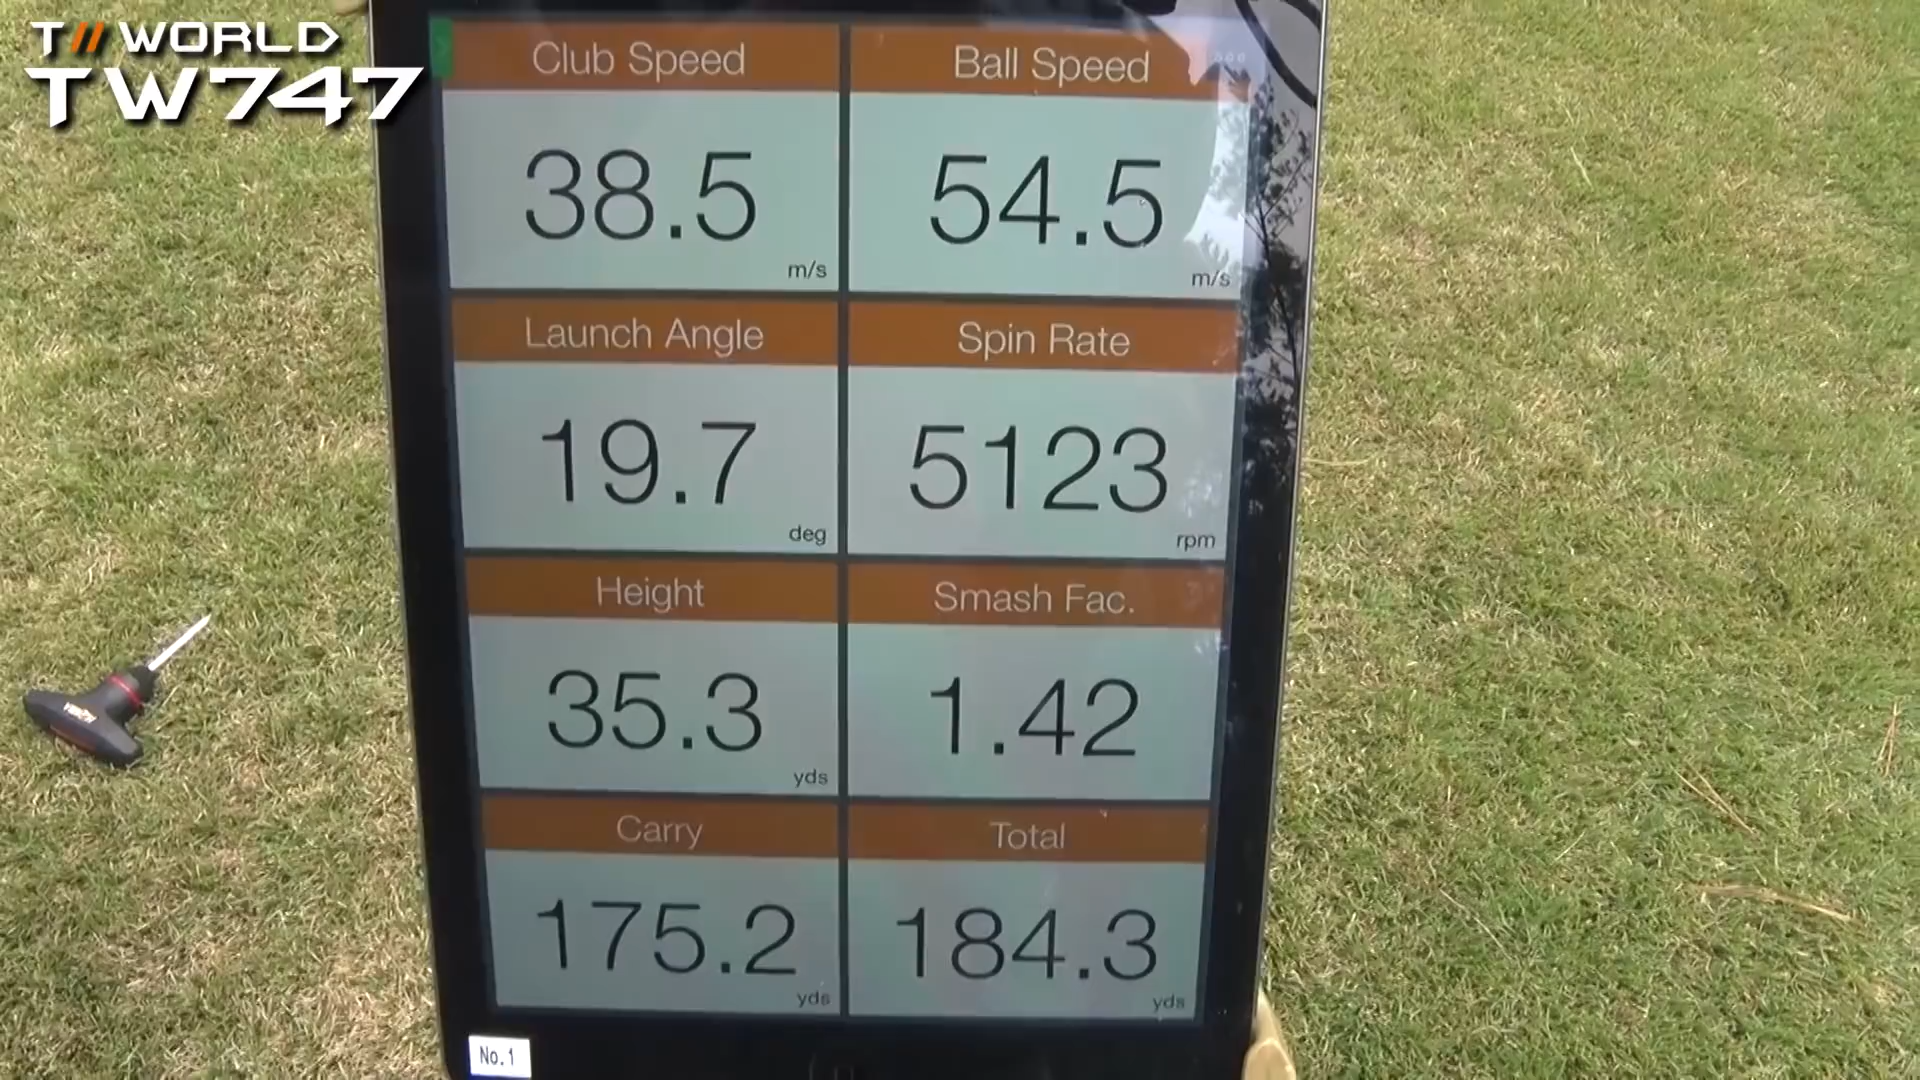 T//WORLD
TW747
Club Speed
38.5
m/s
Ball Speed
54.5
m/s
Launch Angle
19.7
deg
Spin Rate
5123
rpm
Height
35.3
yds
Smash Fac.
1.42
Carry
175.2
yds
Total
184.3
yds
No.1